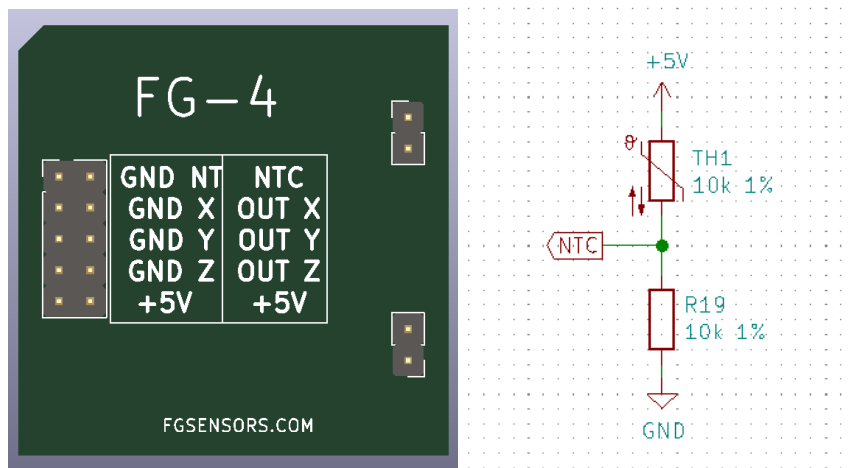 FG-4
GND NT NTC
GND X OUT X
GND Y OUT Y
GND Z OUT Z
+5V +5V
FGSENSORS.COM
+5V
θ
TH1
10k 1%
NTC
R19
10k 1%
GND